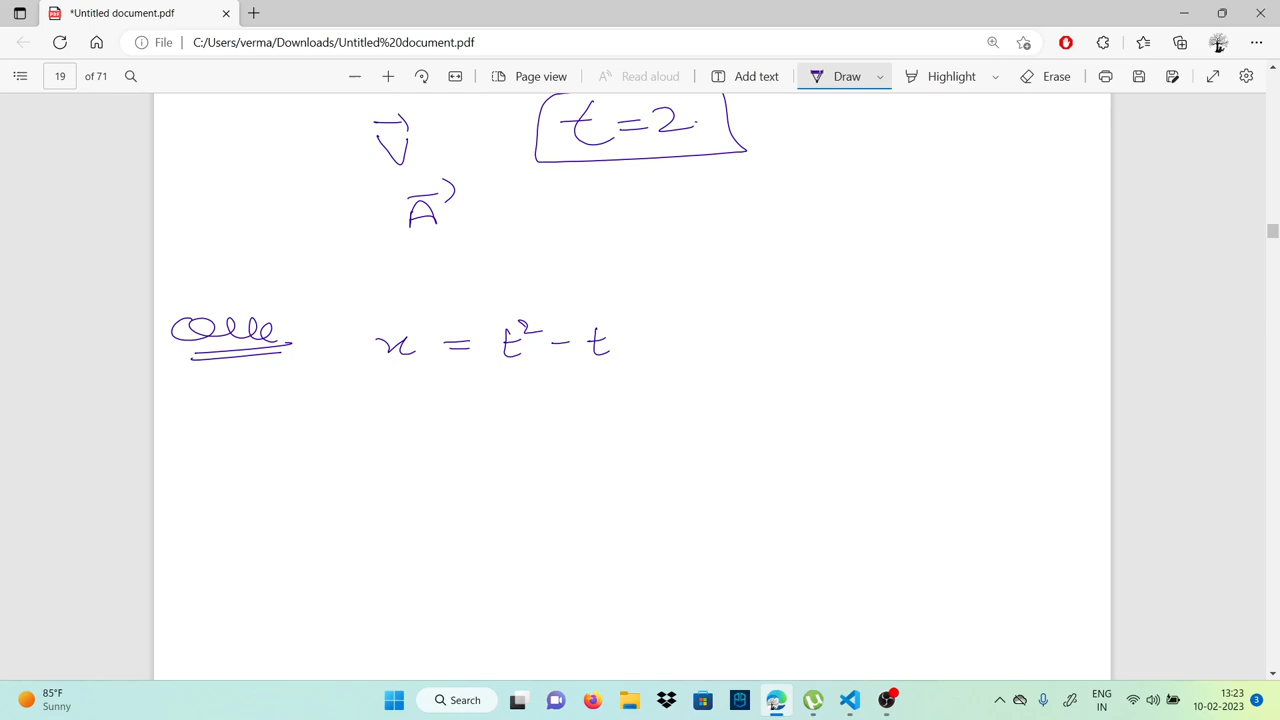 *Untitled document.pdf
File C:/Users/verma/Downloads/Untitled%20document.pdf
19 of 71 Page view Read aloud Add text Draw Highlight Erase
V⃗ t = 2.
A⃗
x = t² - t
85°F
Sunny
Search
ENG
IN
13:23
10-02-2023
3